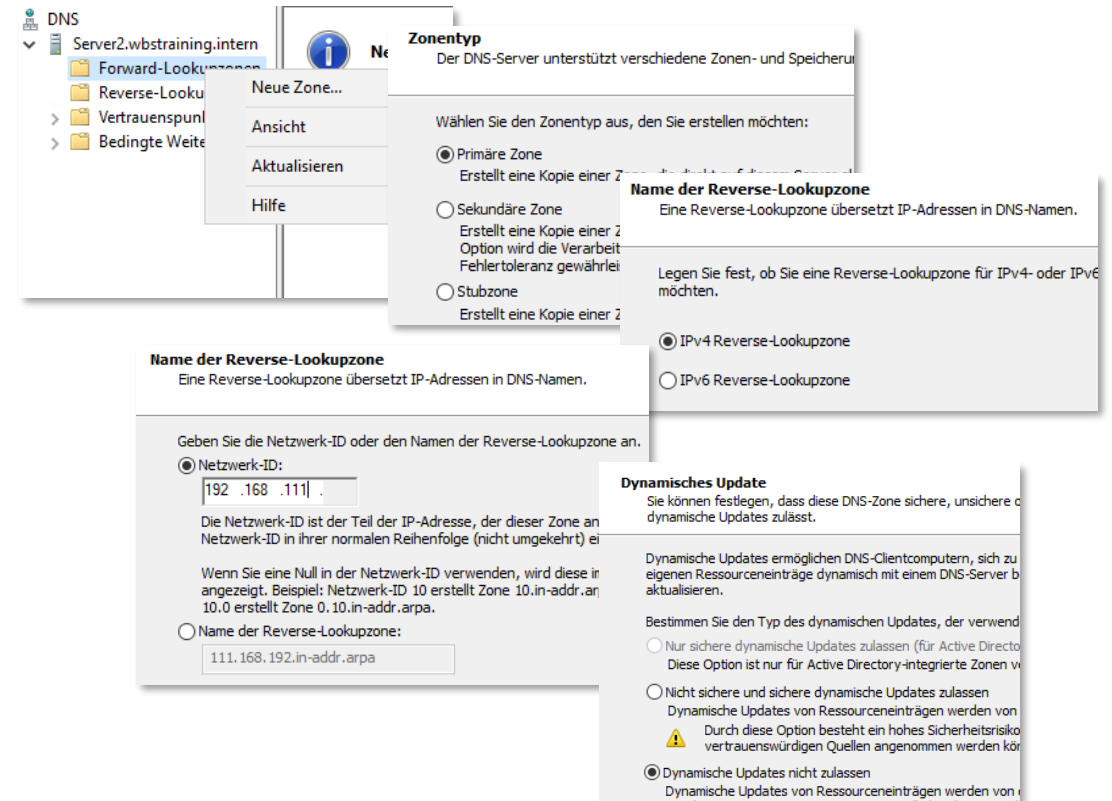 DNS
Server2.wbstraining.intern
Forward-Lookupzonen
Reverse-Looku
Vertrauenspunl
Bedingte Weite
Neue Zone...
Ansicht
Aktualisieren
Hilfe
Ne
Zonentyp
Der DNS-Server unterstützt verschiedene Zonen- und Speicheru
Wählen Sie den Zonentyp aus, den Sie erstellen möchten:
Primäre Zone
Erstellt eine Kopie einer Zone, die direkt auf diesem Server
Sekundäre Zone
Erstellt eine Kopie einer Z
Option wird die Verarbeit
Fehlertoleranz gewährlei
Stubzone
Erstellt eine Kopie einer Z
Name der Reverse-Lookupzone
Eine Reverse-Lookupzone übersetzt IP-Adressen in DNS-Namen.
Legen Sie fest, ob Sie eine Reverse-Lookupzone für IPv4- oder IPv6
möchten.
IPv4 Reverse-Lookupzone
IPv6 Reverse-Lookupzone
Name der Reverse-Lookupzone
Eine Reverse-Lookupzone übersetzt IP-Adressen in DNS-Namen.
Geben Sie die Netzwerk-ID oder den Namen der Reverse-Lookupzone an.
Netzwerk-ID:
192 .168 .111 .
Die Netzwerk-ID ist der Teil der IP-Adresse, der dieser Zone an
Netzwerk-ID in ihrer normalen Reihenfolge (nicht umgekehrt) ei
Wenn Sie eine Null in der Netzwerk-ID verwenden, wird diese im
angezeigt. Beispiel: Netzwerk-ID 10 erstellt Zone 10.in-addr.ar
10.0 erstellt Zone 0.10.in-addr.arpa.
Name der Reverse-Lookupzone:
111.168.192.in-addr.arpa
Dynamisches Update
Sie können festlegen, dass diese DNS-Zone sichere, unsichere o
dynamische Updates zulässt.
Dynamische Updates ermöglichen DNS-Clientcomputern, sich zu
eigenen Ressourceneinträge dynamisch mit einem DNS-Server b
aktualisieren.
Bestimmen Sie den Typ des dynamischen Updates, der verwend
Nur sichere dynamische Updates zulassen (für Active Directo
Diese Option ist nur für Active Directory-integrierte Zonen v
Nicht sichere und sichere dynamische Updates zulassen
Dynamische Updates von Ressourceneinträgen werden von
Durch diese Option besteht ein hohes Sicherheitsrisiko
vertrauenswürdigen Quellen angenommen werden kön
Dynamische Updates nicht zulassen
Dynamische Updates von Ressourceneinträgen werden von